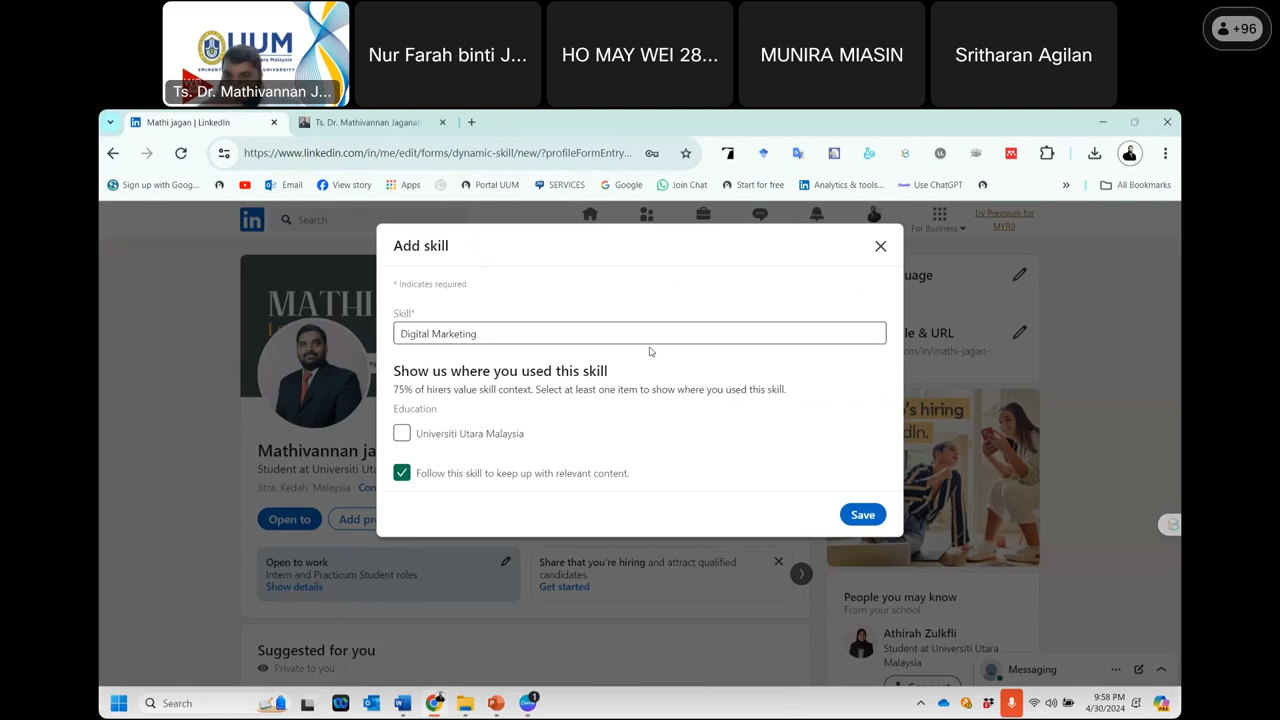 UUM
Ts. Dr. Mathivannan J...
Nur Farah binti J...
HO MAY WEI 28...
MUNIRA MIASIN
Sritharan Agilan
+96
Mathi jagan | LinkedIn
Ts. Dr. Mathivannan Jaganat
https://www.linkedin.com/in/me/edit/forms/dynamic-skill/new/?profileFormEntry...
Sign up with Goog...
Email
View story
Apps
Portal UUM
SERVICES
Google
Join Chat
Start for free
Analytics & tools...
Use ChatGPT
All Bookmarks
Search
For Business
Try Premium for
MYR0
Add skill
* Indicates required
Skill*
Digital Marketing
Show us where you used this skill
75% of hirers value skill context. Select at least one item to show where you used this skill.
Education
Universiti Utara Malaysia
Follow this skill to keep up with relevant content.
Save
MATHI
Mathivannan ja
Student at Universiti Ut
Jitra, Kedah, Malaysia · Con
Open to
Add pr
Open to work
Intern and Practicum Student roles
Show details
Share that you're hiring and attract qualified
candidates.
Get started
Suggested for you
Private to you
guage
le & URL
om/in/mathi-jagan-
's hiring
dIn.
People you may know
From your school
Athirah Zulkfli
Student at Universiti Utara
Malaysia
Messaging
Search
9:58 PM
4/30/2024